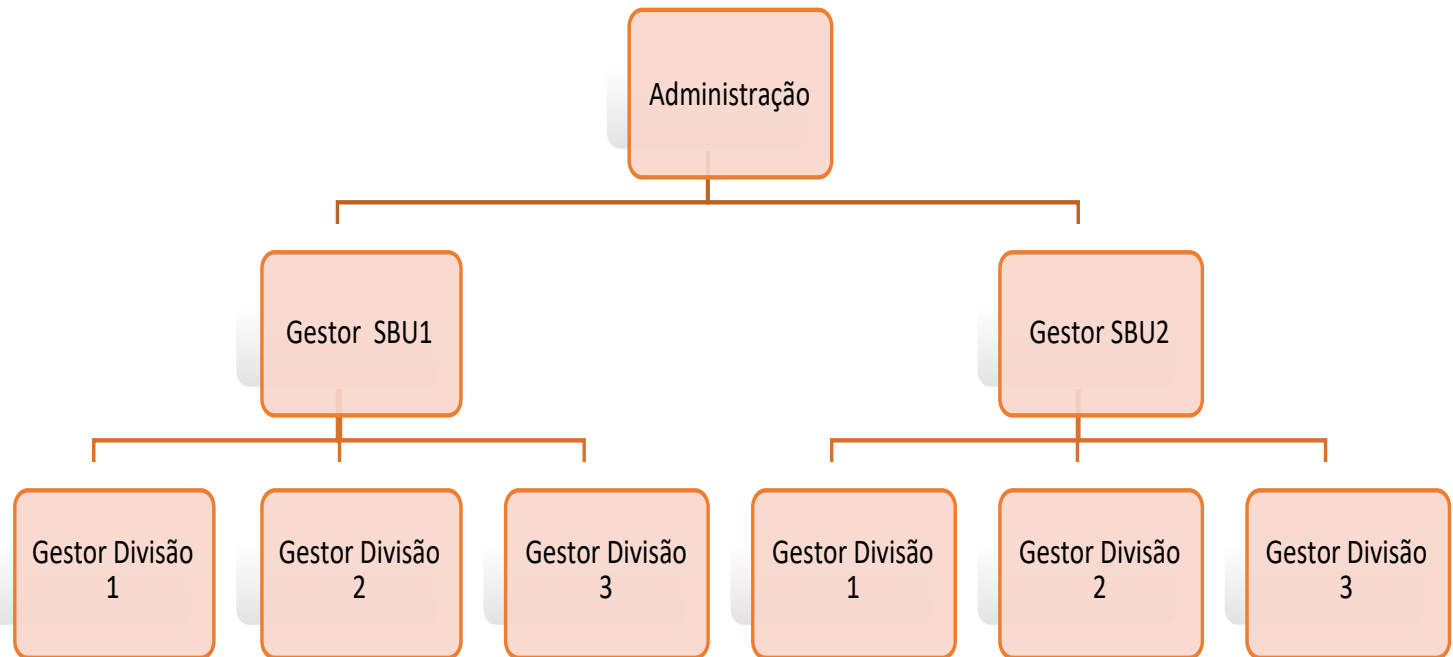 Administração
Gestor  SBU1
Gestor SBU2
Gestor Divisão
1
Gestor Divisão
2
Gestor Divisão
3
Gestor Divisão
1
Gestor Divisão
2
Gestor Divisão
3